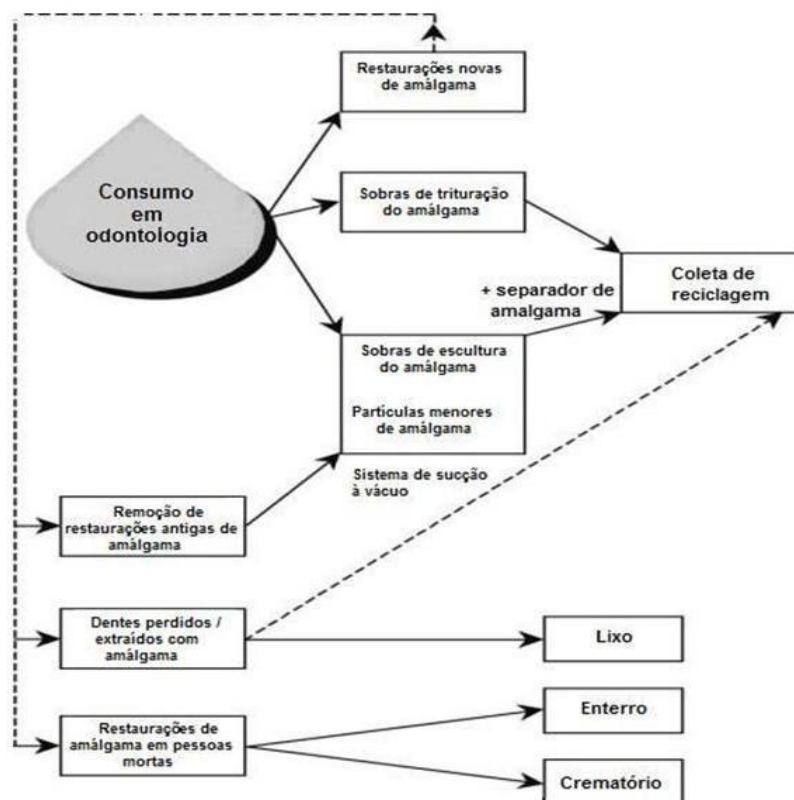 Restaurações novas
de amálgama
Consumo
em
odontologia
Sobras de trituração
do amálgama
Coleta de
reciclagem
+ separador de
amalgama
Sobras de escultura
do amálgama
Partículas menores
de amálgama
Sistema de sucção
à vácuo
Remoção de
restaurações antigas de
amálgama
Dentes perdidos /
extraídos com
amálgama
Lixo
Enterro
Restaurações de
amálgama em pessoas
mortas
Crematório